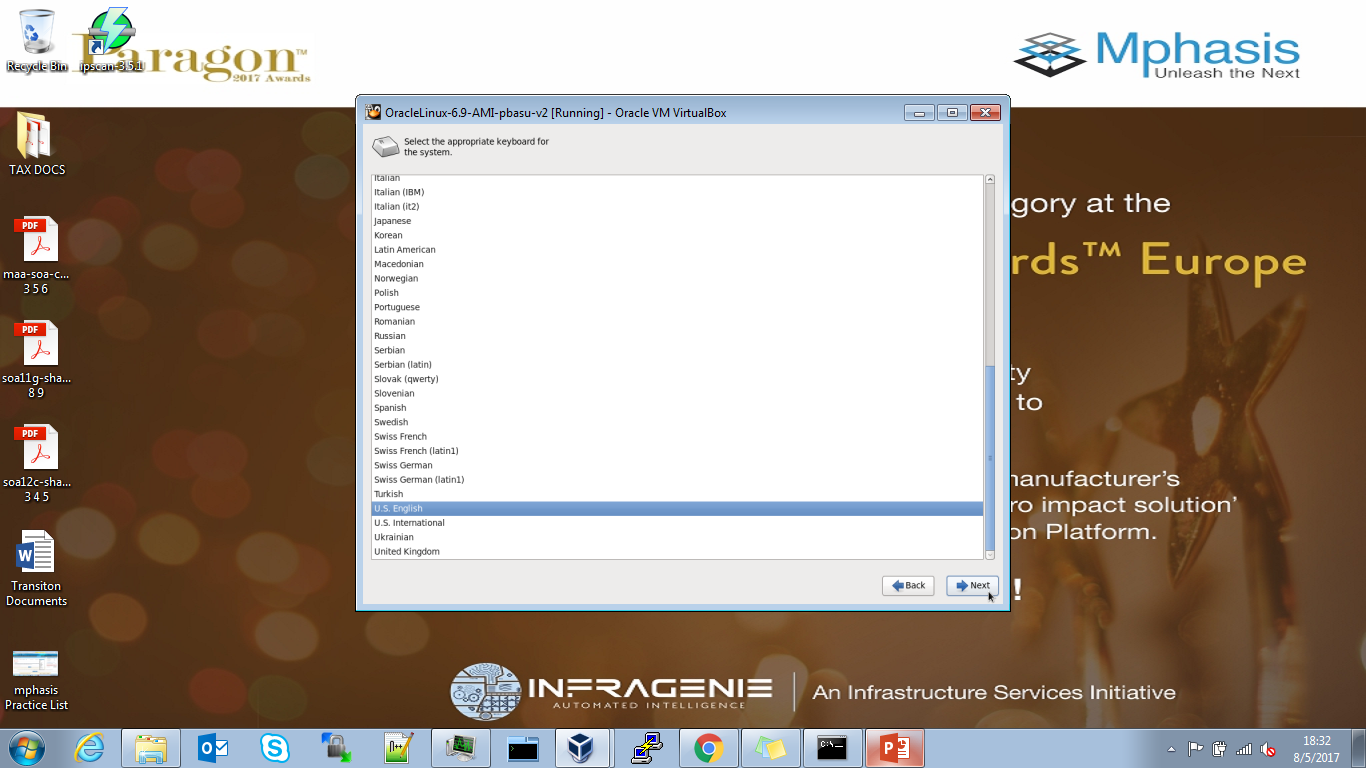 Recycle Bin
ipscan-3.5.1
Paragon™
2017 Awards
Mphasis
Unleash the Next
TAX DOCS
PDF
maa-soa-c...
3 5 6
PDF
soa11g-sha...
8 9
PDF
soa12c-sha...
3 4 5
Transiton
Documents
mphasis
Practice List
OracleLinux-6.9-AMI-pbasu-v2 [Running] - Oracle VM VirtualBox
Select the appropriate keyboard for
the system.
Italian
Italian (IBM)
Italian (it2)
Japanese
Korean
Latin American
Macedonian
Norwegian
Polish
Portuguese
Romanian
Russian
Serbian
Serbian (latin)
Slovak (qwerty)
Slovenian
Spanish
Swedish
Swiss French
Swiss French (latin1)
Swiss German
Swiss German (latin1)
Turkish
U.S. English
U.S. International
Ukrainian
United Kingdom
Back
Next
gory at the
rds™ Europe
ty
to
nanufacturer's
ro impact solution'
on Platform.
!
INFRAGENIE
AUTOMATED INTELLIGENCE
An Infrastructure Services Initiative
18:32
8/5/2017